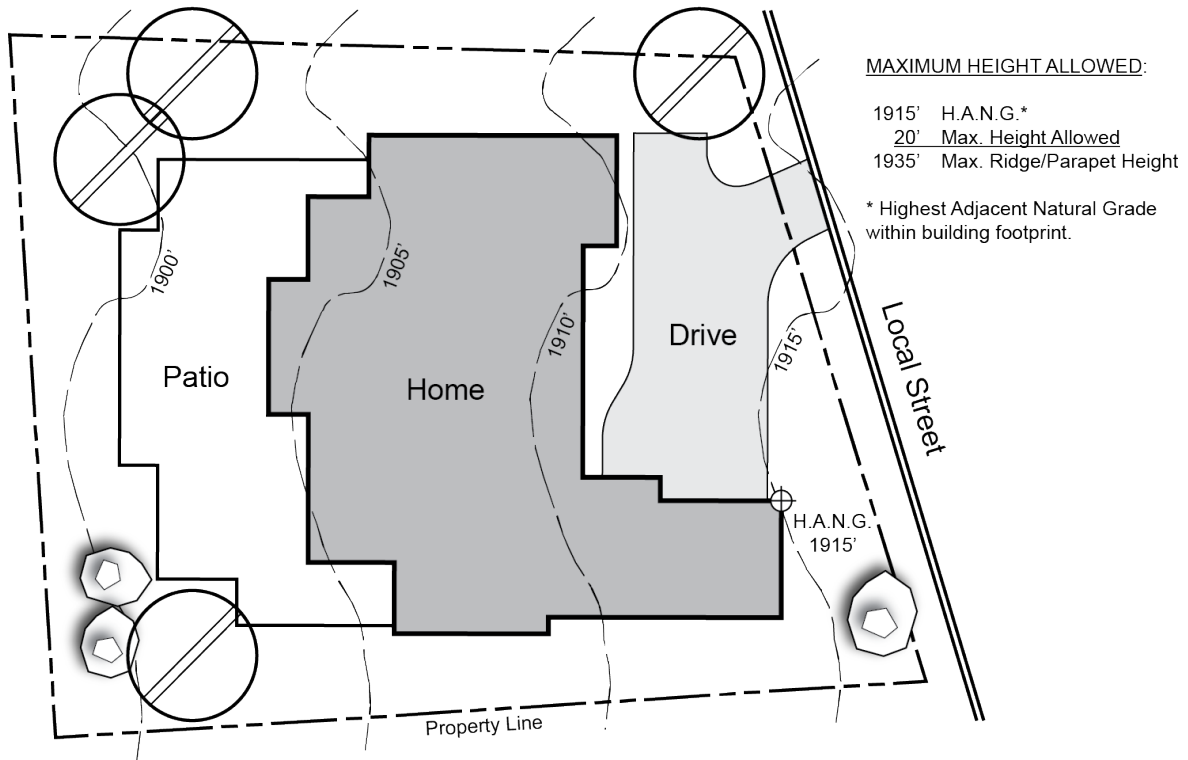 MAXIMUM HEIGHT ALLOWED:
1915’ H.A.N.G.*
20’ Max. Height Allowed
1935’ Max. Ridge/Parapet Height
* Highest Adjacent Natural Grade
within building footprint.
1900’
1905’
1910’
1915’
Patio
Home
Drive
Local Street
H.A.N.G.
1915’
Property Line